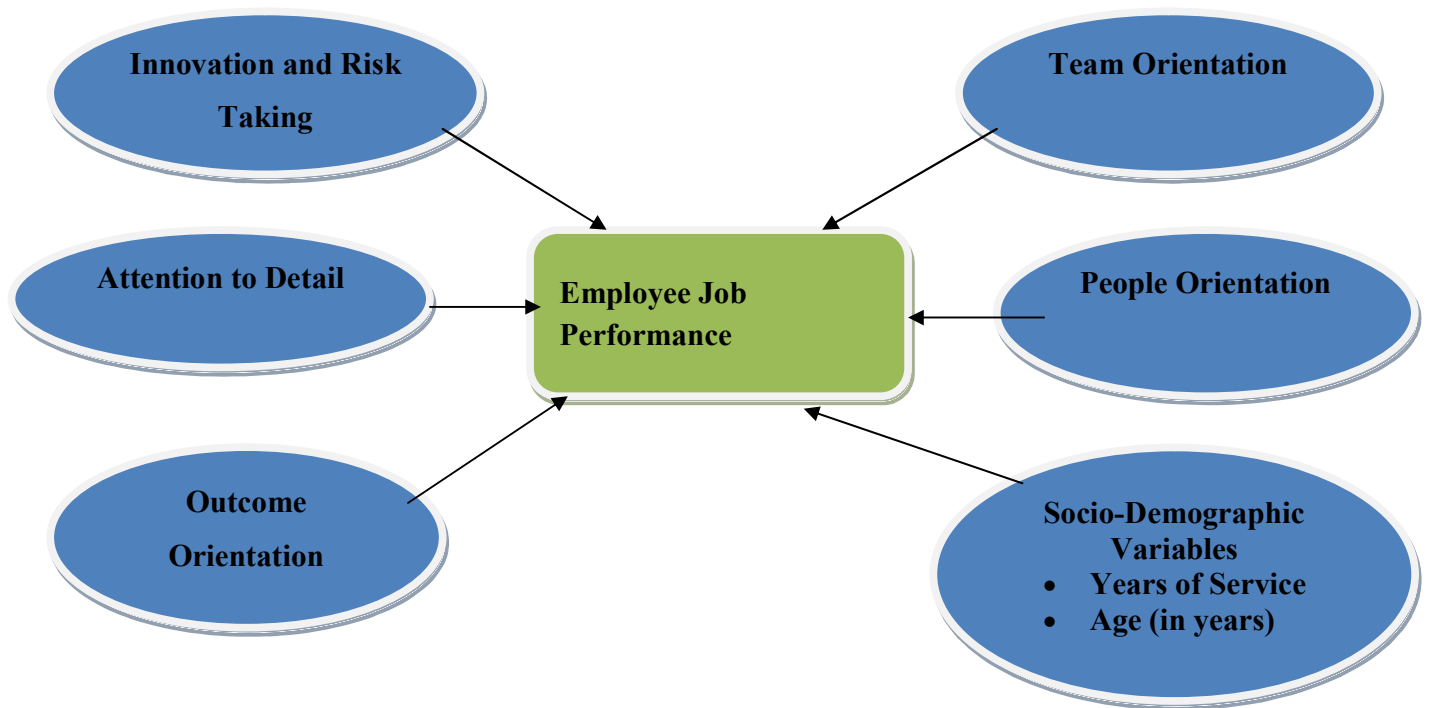 Innovation and Risk
Taking
Team Orientation
Attention to Detail
Employee Job
Performance
People Orientation
Outcome
Orientation
Socio-Demographic
Variables
• Years of Service
• Age (in years)